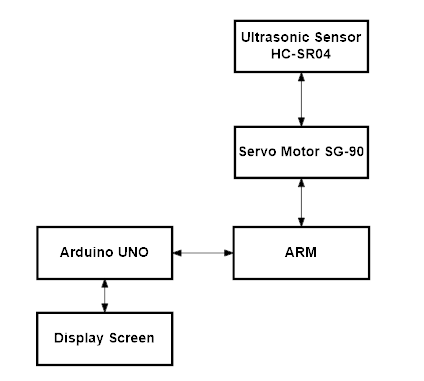 Ultrasonic Sensor
HC-SR04
Servo Motor SG-90
Arduino UNO
ARM
Display Screen